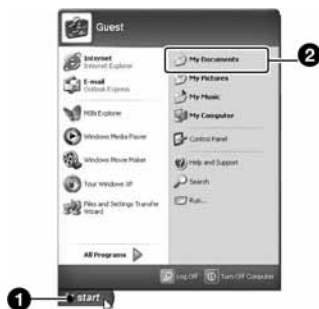 Guest
Internet
Internet Explorer
E-mail
Outlook Express
MSN Explorer
Windows Media Player
Windows Movie Maker
Tour Windows XP
Files and Settings Transfer
Wizard
All Programs
My Documents
My Pictures
My Music
My Computer
Control Panel
Help and Support
Search
Run...
Log Off
Turn Off Computer
start
1
2